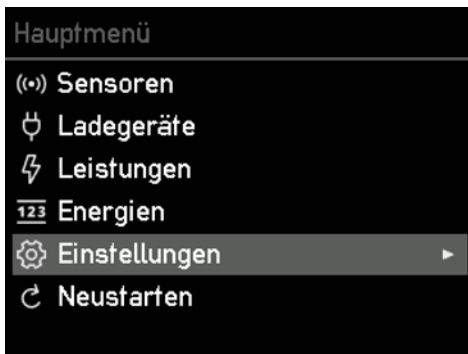 Hauptmenü
Sensoren
Ladegeräte
Leistungen
123 Energien
Einstellungen
Neustarten